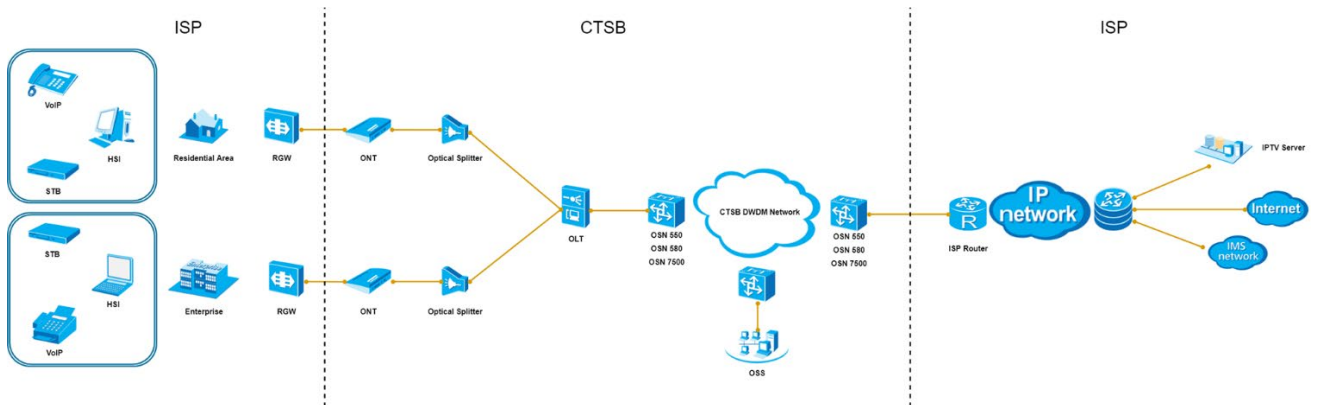 ISP
CTSB
ISP
VoIP
HSI
STB
Residential Area
RGW
ONT
Optical Splitter
STB
HSI
VoIP
Enterprise
RGW
ONT
Optical Splitter
OLT
OSN 550
OSN 580
OSN 7500
CTSB DWDM Network
OSN 550
OSN 580
OSN 7500
OSS
R
ISP Router
IP
network
IPTV Server
Internet
IMS
network